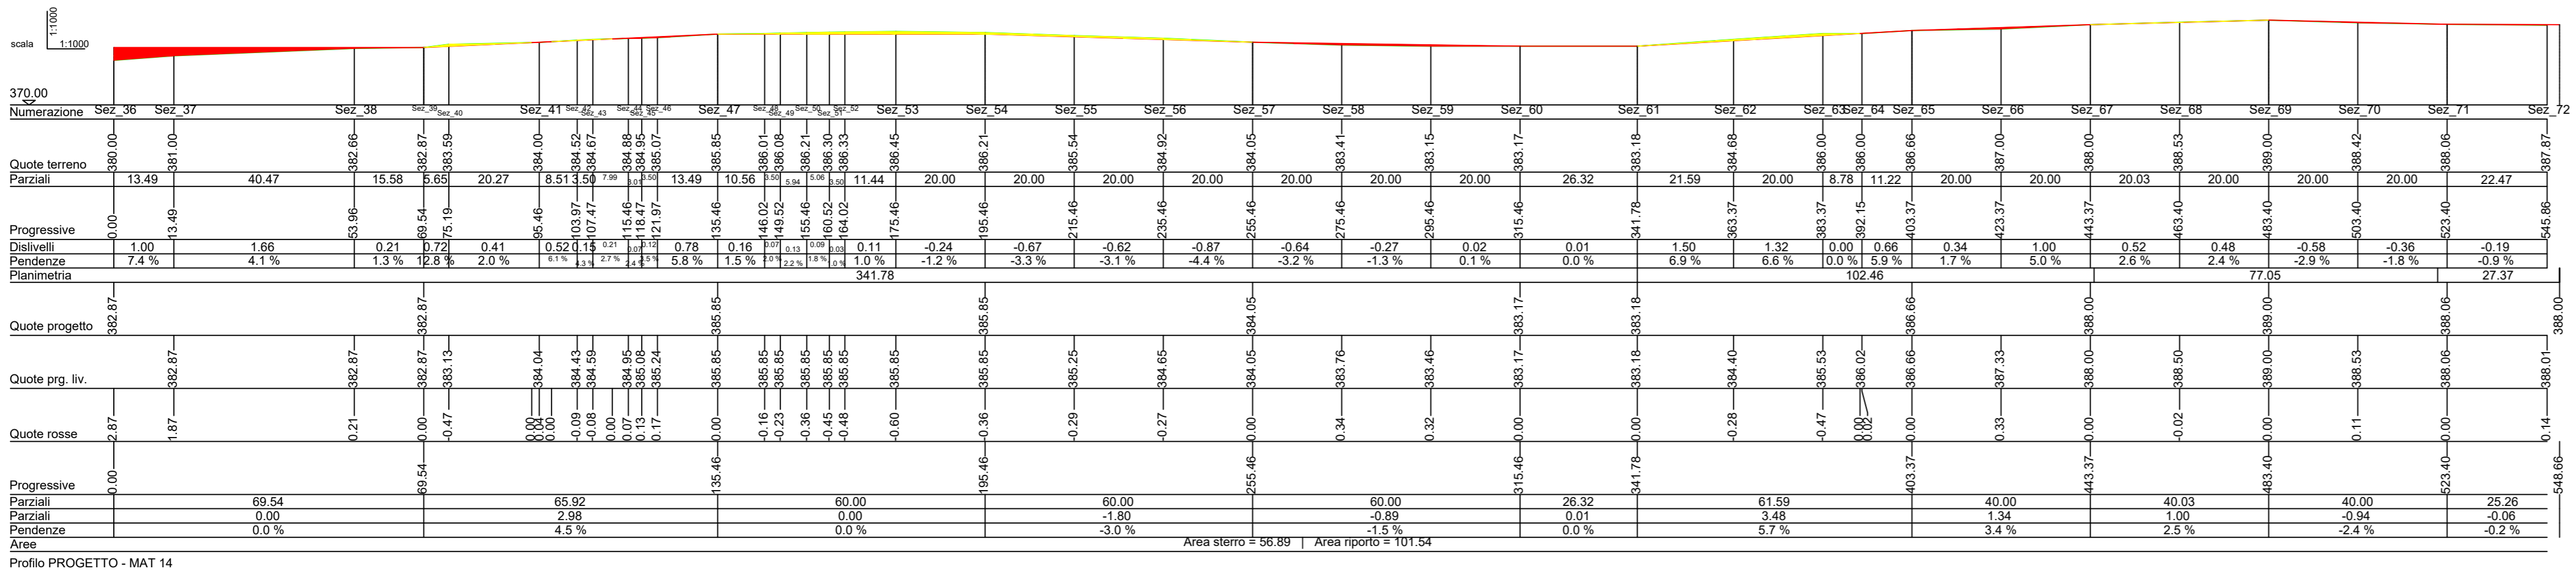 1:1000
scala 1:1000
370.00
Numerazione Sez_36 Sez_37 Sez_38 Sez_39 Sez_40 Sez_41 Sez_42 Sez_43 Sez_44 Sez_45 Sez_46 Sez_47 Sez_48 Sez_49 Sez_50 Sez_51 Sez_52 Sez_53 Sez_54 Sez_55 Sez_56 Sez_57 Sez_58 Sez_59 Sez_60 Sez_61 Sez_62 Sez_63 Sez_64 Sez_65 Sez_66 Sez_67 Sez_68 Sez_69 Sez_70 Sez_71 Sez_72
Quote terreno 380.00 381.00 382.66 382.87 383.59 384.00 384.52 384.67 384.88 384.95 385.07 385.85 386.01 386.08 386.21 386.30 386.33 386.45 386.21 385.54 384.92 384.05 383.41 383.15 383.17 383.18 384.68 386.00 386.00 386.66 387.00 388.00 388.53 389.00 388.42 388.06 387.87
Parziali 13.49 40.47 15.58 5.65 20.27 8.51 3.50 7.99 3.01 3.50 13.49 10.56 3.50 5.94 5.06 3.50 11.44 20.00 20.00 20.00 20.00 20.00 20.00 20.00 26.32 21.59 20.00 8.78 11.22 20.00 20.00 20.03 20.00 20.00 20.00 22.47
Progressive 0.00 13.49 53.96 69.54 75.19 95.46 103.97 107.47 115.46 118.47 121.97 135.46 146.02 149.52 155.46 160.52 164.02 175.46 195.46 215.46 235.46 255.46 275.46 295.46 315.46 341.78 363.37 383.37 392.15 403.37 423.37 443.37 463.40 483.40 503.40 523.40 545.86
Dislivelli 1.00 1.66 0.21 0.72 0.41 0.52 0.15 0.21 0.07 0.12 0.78 0.16 0.07 0.13 0.09 0.03 0.11 -0.24 -0.67 -0.62 -0.87 -0.64 -0.27 0.02 0.01 1.50 1.32 0.00 0.66 0.34 1.00 0.52 0.48 -0.58 -0.36 -0.19
Pendenze 7.4 % 4.1 % 1.3 % 12.8 % 2.0 % 6.1 % 4.3 % 2.7 % 2.4 % 3.5 % 5.8 % 1.5 % 2.0 % 2.2 % 1.8 % 1.0 % 1.0 % -1.2 % -3.3 % -3.1 % -4.4 % -3.2 % -1.3 % 0.1 % 0.0 % 6.9 % 6.6 % 0.0 % 5.9 % 1.7 % 5.0 % 2.6 % 2.4 % -2.9 % -1.8 % -0.9 %
Planimetria 341.78 102.46 77.05 27.37
Quote progetto 382.87 382.87 385.85 385.85 384.05 383.17 383.18 386.66 388.00 389.00 388.06 388.00
Quote prg. liv. 382.87 382.87 382.87 383.13 384.04 384.43 384.59 384.95 385.08 385.24 385.85 385.85 385.85 385.85 385.85 385.85 385.85 385.85 385.25 384.65 384.05 383.76 383.46 383.17 383.18 384.40 385.53 386.02 386.66 387.33 388.00 388.50 389.00 388.53 388.06 388.01
Quote rosse 2.87 1.87 0.21 0.00 -0.47 0.00 0.04 0.00 -0.09 -0.08 0.00 0.07 0.13 0.17 0.00 -0.16 -0.23 -0.36 -0.45 -0.48 -0.60 -0.36 -0.29 -0.27 0.00 0.34 0.32 0.00 0.00 -0.28 -0.47 0.00 0.02 0.00 0.33 0.00 -0.02 0.00 0.11 0.00 0.14
Progressive 0.00 69.54 135.46 195.46 255.46 315.46 341.78 403.37 443.37 483.40 523.40 548.66
Parziali 69.54 65.92 60.00 60.00 60.00 26.32 61.59 40.00 40.03 40.00 25.26
Parziali 0.00 2.98 0.00 -1.80 -0.89 0.01 3.48 1.34 1.00 -0.94 -0.06
Pendenze 0.0 % 4.5 % 0.0 % -3.0 % -1.5 % 0.0 % 5.7 % 3.4 % 2.5 % -2.4 % -0.2 %
Aree Area sterro = 56.89 | Area riporto = 101.54
Profilo PROGETTO - MAT 14